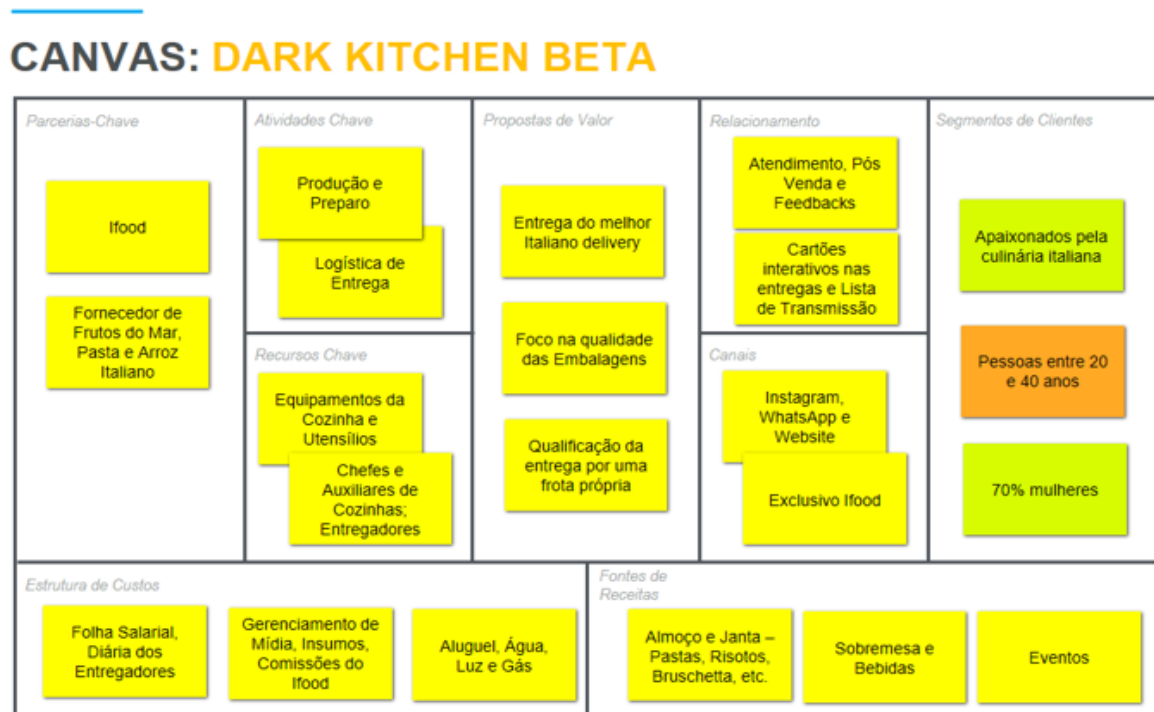 CANVAS: DARK KITCHEN BETA
Parcerias-Chave
Ifood
Fornecedor de
Frutos do Mar,
Pasta e Arroz
Italiano
Atividades Chave
Produção e
Preparo
Logística de
Entrega
Recursos Chave
Equipamentos da
Cozinha e
Utensílios
Chefes e
Auxiliares de
Cozinhas;
Entregadores
Propostas de Valor
Entrega do melhor
Italiano delivery
Foco na qualidade
das Embalagens
Qualificação da
entrega por uma
frota própria
Relacionamento
Atendimento, Pós
Venda e
Feedbacks
Cartões
interativos nas
entregas e Lista
de Transmissão
Canais
Instagram,
WhatsApp e
Website
Exclusivo Ifood
Segmentos de Clientes
Apaixonados pela
culinária italiana
Pessoas entre 20
e 40 anos
70% mulheres
Estrutura de Custos
Folha Salarial,
Diária dos
Entregadores
Gerenciamento de
Mídia, Insumos,
Comissões do
Ifood
Aluguel, Água,
Luz e Gás
Fontes de
Receitas
Almoço e Janta –
Pastas, Risotos,
Bruschetta, etc.
Sobremesa e
Bebidas
Eventos